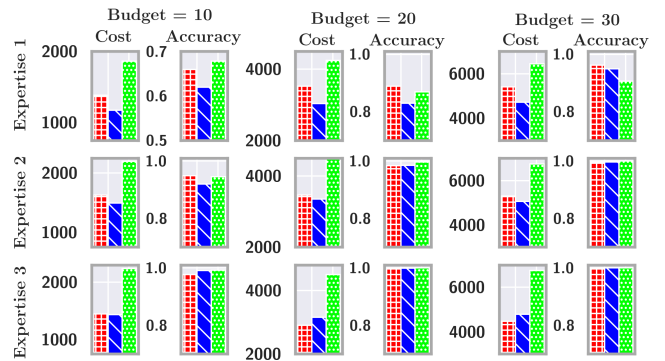 Budget = 10 Budget = 20 Budget = 30
Cost Accuracy Cost Accuracy Cost Accuracy
Expertise 1
2000 0.7 4000 1.0 6000 1.0
0.6 0.8 0.8
1000 0.5 2000 4000
Expertise 2
2000 1.0 4000 1.0 6000 1.0
0.8 0.8 0.8
1000 2000 4000
Expertise 3
2000 1.0 4000 1.0 6000 1.0
1000 0.8 0.8 4000 0.8
2000